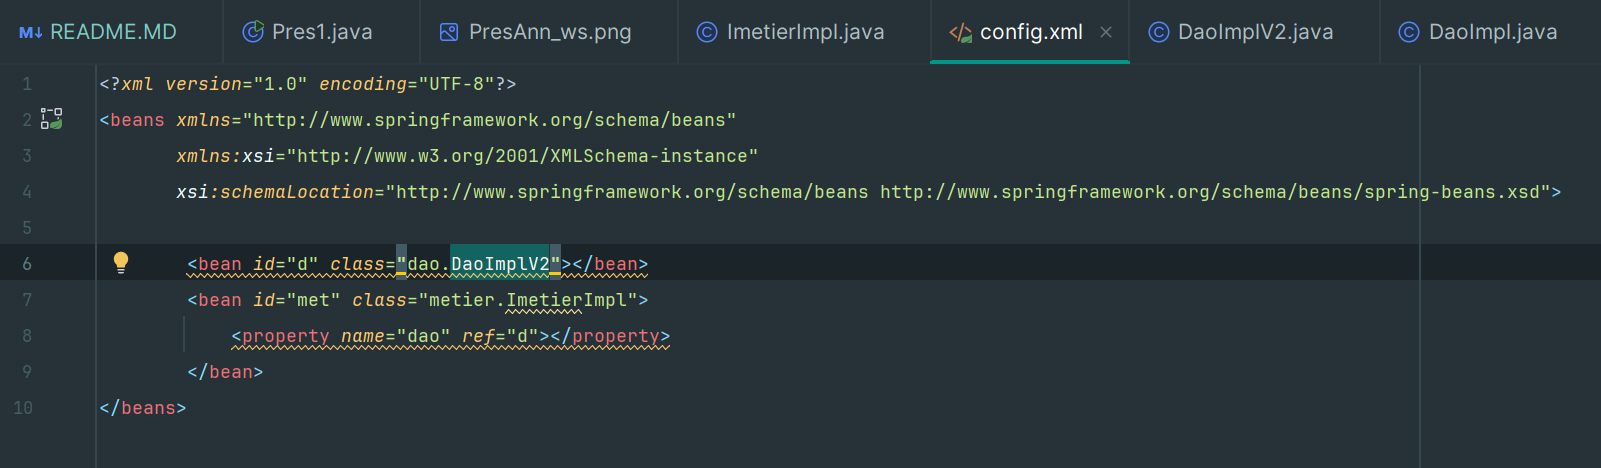 M↓ README.MD Pres1.java PresAnn_ws.png ImetierImpl.java config.xml × DaoImplV2.java DaoImpl.java
1 <?xml version="1.0" encoding="UTF-8"?>
2 <beans xmlns="http://www.springframework.org/schema/beans"
3 xmlns:xsi="http://www.w3.org/2001/XMLSchema-instance"
4 xsi:schemaLocation="http://www.springframework.org/schema/beans http://www.springframework.org/schema/beans/spring-beans.xsd">
5
6 <bean id="d" class="dao.DaoImplV2"></bean>
7 <bean id="met" class="metier.ImetierImpl">
8 <property name="dao" ref="d"></property>
9 </bean>
10 </beans>